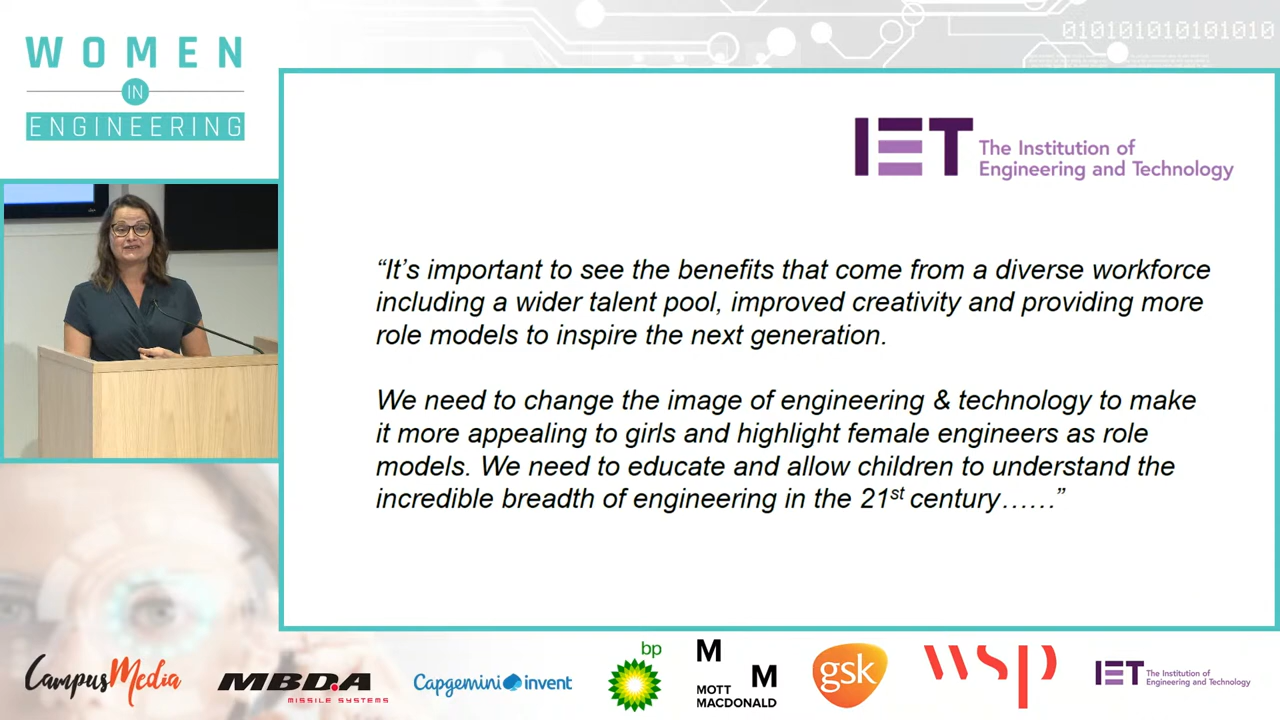 WOMEN
IN
ENGINEERING
010101010101010
IET
The Institution of
Engineering and Technology
“It’s important to see the benefits that come from a diverse workforce
including a wider talent pool, improved creativity and providing more
role models to inspire the next generation.
We need to change the image of engineering & technology to make
it more appealing to girls and highlight female engineers as role
models. We need to educate and allow children to understand the
incredible breadth of engineering in the 21st century……”
CampusMedia
MBDA
MISSILE SYSTEMS
Capgemini invent
bp
M
M
MOTT
MACDONALD
gsk
wsp
IET
The Institution of
Engineering and Technology